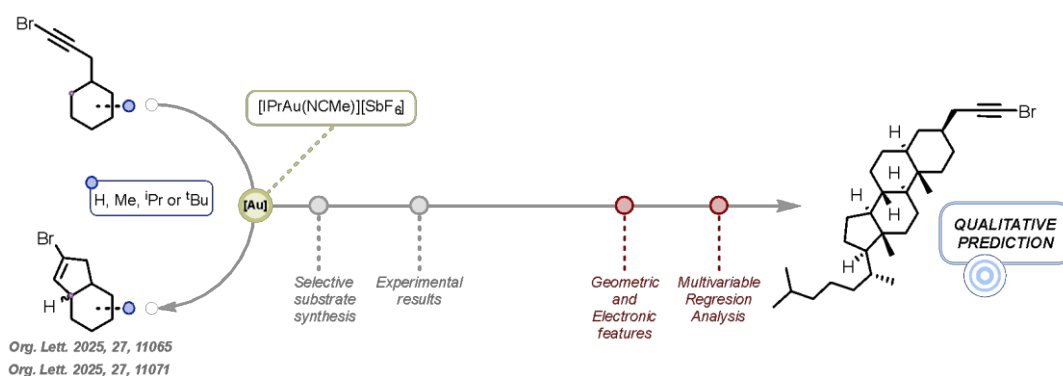 Br
[IPrAu(NCMe)][SbF6]
H, Me, iPr or tBu
[Au]
Br
H
Selective
substrate
synthesis
Experimental
results
Geometric
and
Electronic
features
Multivariable
Regresion
Analysis
Br
H
H
H
H
QUALITATIVE
PREDICTION
Org. Lett. 2025, 27, 11065
Org. Lett. 2025, 27, 11071